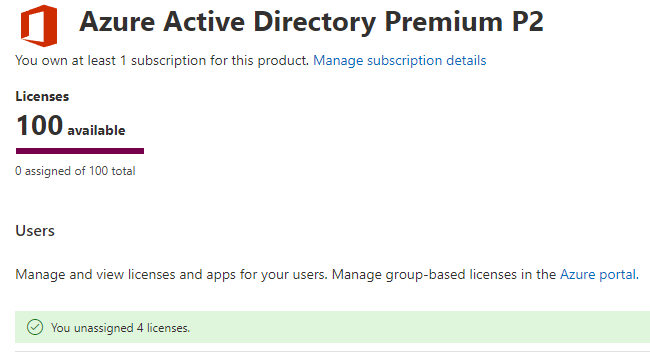 Azure Active Directory Premium P2
You own at least 1 subscription for this product. Manage subscription details
Licenses
100 available
0 assigned of 100 total
Users
Manage and view licenses and apps for your users. Manage group-based licenses in the Azure portal.
You unassigned 4 licenses.